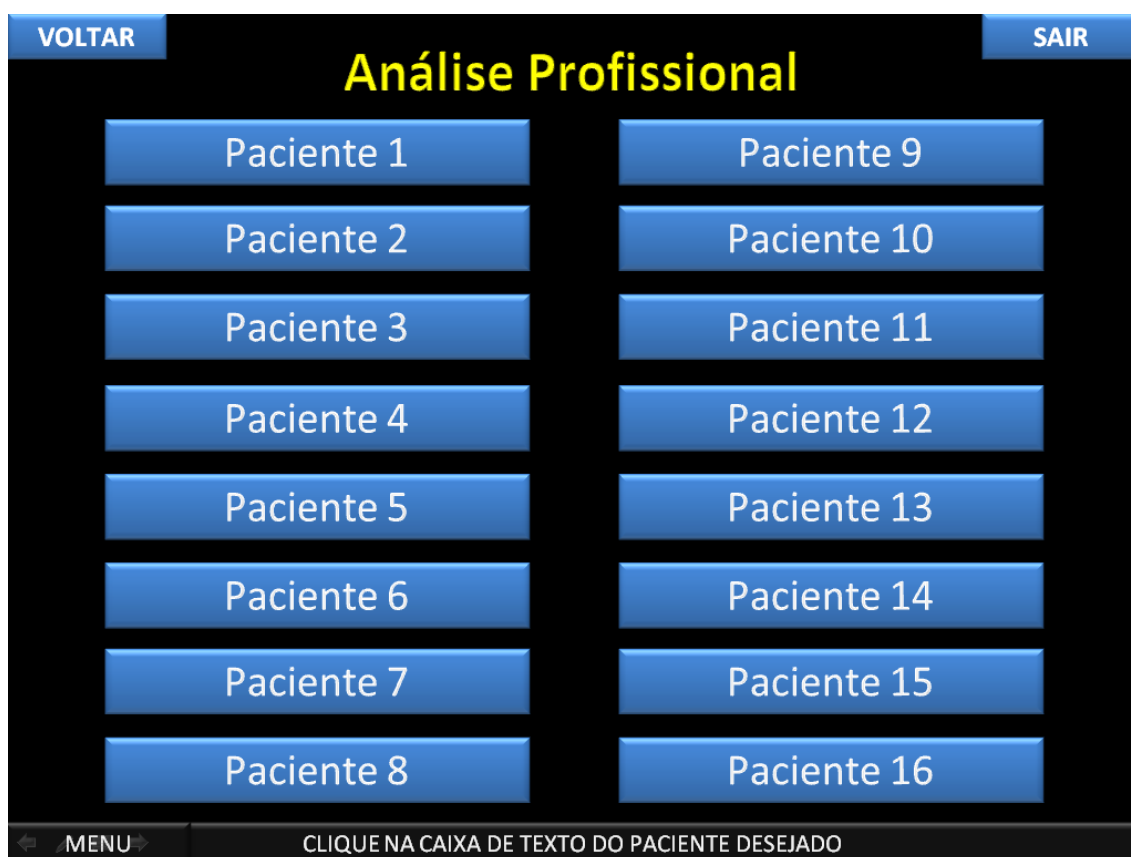 VOLTAR
SAIR
Análise Profissional
Paciente 1
Paciente 9
Paciente 2
Paciente 10
Paciente 3
Paciente 11
Paciente 4
Paciente 12
Paciente 5
Paciente 13
Paciente 6
Paciente 14
Paciente 7
Paciente 15
Paciente 8
Paciente 16
MENU
CLIQUE NA CAIXA DE TEXTO DO PACIENTE DESEJADO